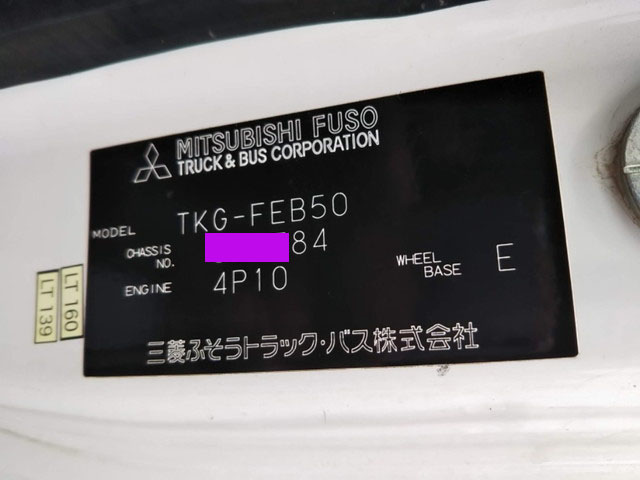 MITSUBISHI FUSO
TRUCK & BUS CORPORATION
MODEL TKG-FEB50
CHASSIS NO. 84
ENGINE 4P10
WHEEL BASE E
三菱ふそうトラック・バス株式会社
LT 160
LT 139